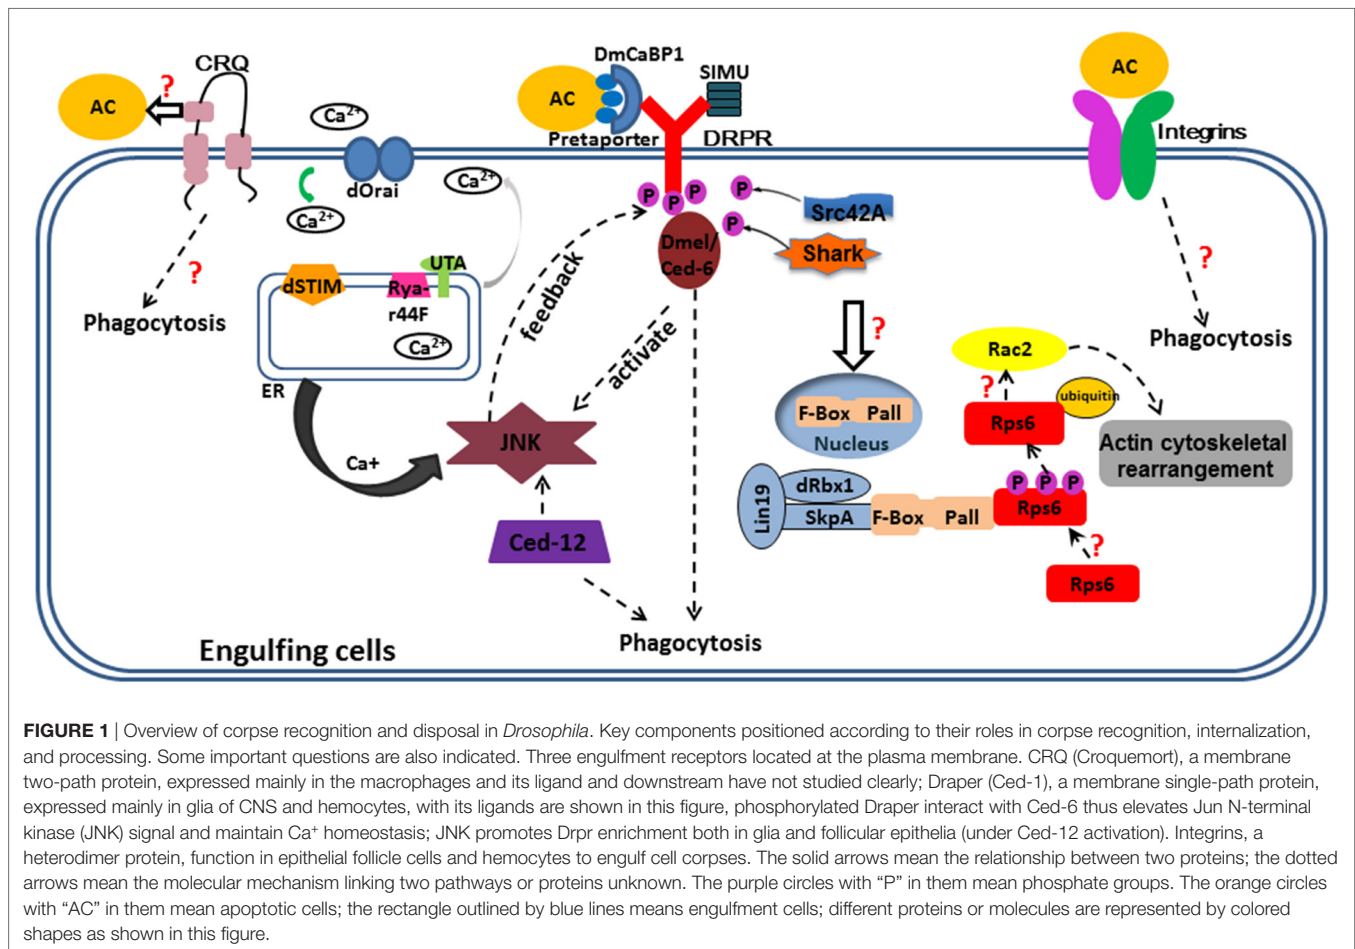 CRQ
AC
?
Ca2+
dOrai
Ca2+
Ca2+
?
Phagocytosis
dSTIM
Rya-
r44F
UTA
Ca2+
ER
Ca+
DmCaBP1
AC
Pretaporter
SIMU
DRPR
P
P
P
P
P
Src42A
Shark
Dmel/
Ced-6
feedback
activate
JNK
Ced-12
Phagocytosis
?
F-Box Pall
Nucleus
Lin19
dRbx1
SkpA
F-Box
Pall
P P P
Rps6
?
Rps6
Rps6
ubiquitin
?
Rac2
Actin cytoskeletal
rearrangement
AC
Integrins
?
Phagocytosis
Engulfing cells
FIGURE 1 | Overview of corpse recognition and disposal in Drosophila. Key components positioned according to their roles in corpse recognition, internalization,
and processing. Some important questions are also indicated. Three engulfment receptors located at the plasma membrane. CRQ (Croquemort), a membrane
two-path protein, expressed mainly in the macrophages and its ligand and downstream have not studied clearly; Draper (Ced-1), a membrane single-path protein,
expressed mainly in glia of CNS and hemocytes, with its ligands are shown in this figure, phosphorylated Draper interact with Ced-6 thus elevates Jun N-terminal
kinase (JNK) signal and maintain Ca+ homeostasis; JNK promotes Drpr enrichment both in glia and follicular epithelia (under Ced-12 activation). Integrins, a
heterodimer protein, function in epithelial follicle cells and hemocytes to engulf cell corpses. The solid arrows mean the relationship between two proteins; the dotted
arrows mean the molecular mechanism linking two pathways or proteins unknown. The purple circles with “P” in them mean phosphate groups. The orange circles
with “AC” in them mean apoptotic cells; the rectangle outlined by blue lines means engulfment cells; different proteins or molecules are represented by colored
shapes as shown in this figure.